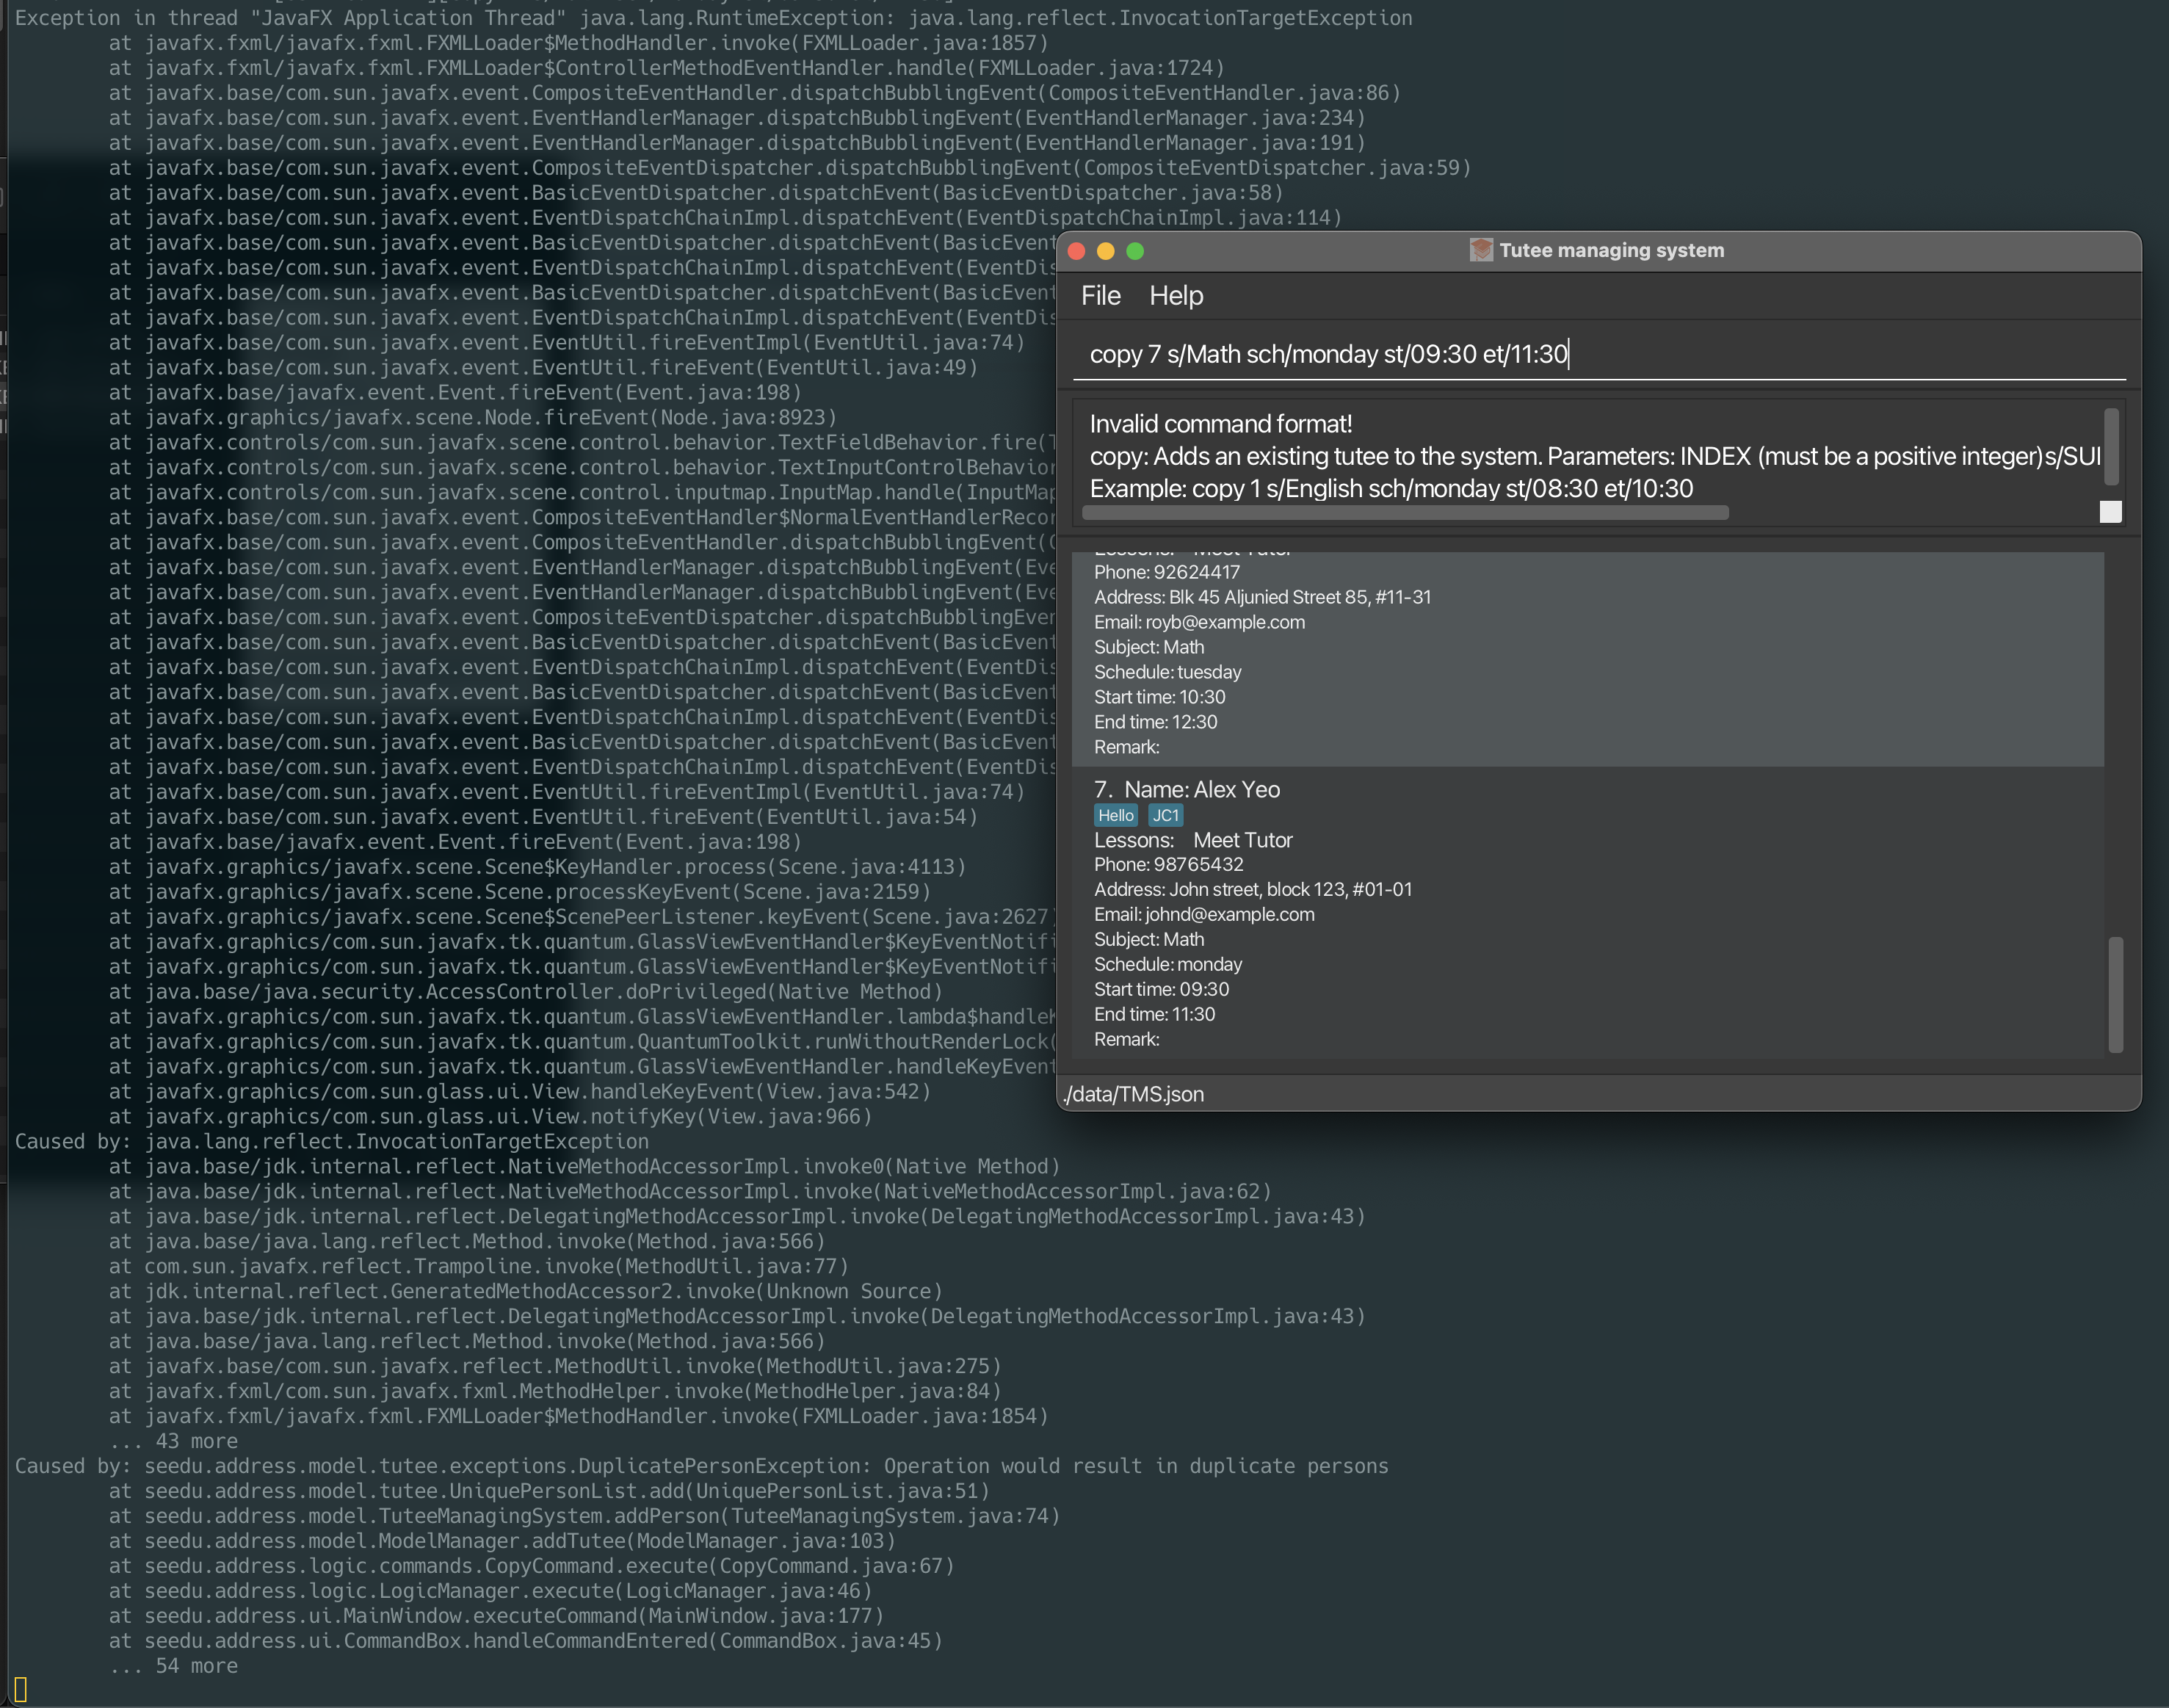 Exception in thread "JavaFX Application Thread" java.lang.RuntimeException: java.lang.reflect.InvocationTargetException
at javafx.fxml/javafx.fxml.FXMLLoader$MethodHandler.invoke(FXMLLoader.java:1857)
at javafx.fxml/javafx.fxml.FXMLLoader$ControllerMethodEventHandler.handle(FXMLLoader.java:1724)
at javafx.base/com.sun.javafx.event.CompositeEventHandler.dispatchBubblingEvent(CompositeEventHandler.java:86)
at javafx.base/com.sun.javafx.event.EventHandlerManager.dispatchBubblingEvent(EventHandlerManager.java:234)
at javafx.base/com.sun.javafx.event.EventHandlerManager.dispatchBubblingEvent(EventHandlerManager.java:191)
at javafx.base/com.sun.javafx.event.CompositeEventDispatcher.dispatchBubblingEvent(CompositeEventDispatcher.java:59)
at javafx.base/com.sun.javafx.event.BasicEventDispatcher.dispatchEvent(BasicEventDispatcher.java:58)
at javafx.base/com.sun.javafx.event.EventDispatchChainImpl.dispatchEvent(EventDispatchChainImpl.java:114)
at javafx.base/com.sun.javafx.event.BasicEventDispatcher.dispatchEvent(BasicEvent
at javafx.base/com.sun.javafx.event.EventDispatchChainImpl.dispatchEvent(EventDis
at javafx.base/com.sun.javafx.event.BasicEventDispatcher.dispatchEvent(BasicEvent
at javafx.base/com.sun.javafx.event.EventDispatchChainImpl.dispatchEvent(EventDis
at javafx.base/com.sun.javafx.event.EventUtil.fireEventImpl(EventUtil.java:74)
at javafx.base/com.sun.javafx.event.EventUtil.fireEvent(EventUtil.java:49)
at javafx.base/javafx.event.Event.fireEvent(Event.java:198)
at javafx.graphics/javafx.scene.Node.fireEvent(Node.java:8923)
at javafx.controls/com.sun.javafx.scene.control.behavior.TextFieldBehavior.fire(T
at javafx.controls/com.sun.javafx.scene.control.behavior.TextInputControlBehavior
at javafx.controls/com.sun.javafx.scene.control.inputmap.InputMap.handle(InputMap
at javafx.base/com.sun.javafx.event.CompositeEventHandler$NormalEventHandlerRecor
at javafx.base/com.sun.javafx.event.CompositeEventHandler.dispatchBubblingEvent(C
at javafx.base/com.sun.javafx.event.EventHandlerManager.dispatchBubblingEvent(Eve
at javafx.base/com.sun.javafx.event.EventHandlerManager.dispatchBubblingEvent(Eve
at javafx.base/com.sun.javafx.event.CompositeEventDispatcher.dispatchBubblingEven
at javafx.base/com.sun.javafx.event.BasicEventDispatcher.dispatchEvent(BasicEvent
at javafx.base/com.sun.javafx.event.EventDispatchChainImpl.dispatchEvent(EventDis
at javafx.base/com.sun.javafx.event.BasicEventDispatcher.dispatchEvent(BasicEvent
at javafx.base/com.sun.javafx.event.EventDispatchChainImpl.dispatchEvent(EventDis
at javafx.base/com.sun.javafx.event.BasicEventDispatcher.dispatchEvent(BasicEvent
at javafx.base/com.sun.javafx.event.EventDispatchChainImpl.dispatchEvent(EventDis
at javafx.base/com.sun.javafx.event.EventUtil.fireEventImpl(EventUtil.java:74)
at javafx.base/com.sun.javafx.event.EventUtil.fireEvent(EventUtil.java:54)
at javafx.base/javafx.event.Event.fireEvent(Event.java:198)
at javafx.graphics/javafx.scene.Scene$KeyHandler.process(Scene.java:4113)
at javafx.graphics/javafx.scene.Scene.processKeyEvent(Scene.java:2159)
at javafx.graphics/javafx.scene.Scene$ScenePeerListener.keyEvent(Scene.java:2627)
at javafx.graphics/com.sun.javafx.tk.quantum.GlassViewEventHandler$KeyEventNotifi
at javafx.graphics/com.sun.javafx.tk.quantum.GlassViewEventHandler$KeyEventNotifi
at java.base/java.security.AccessController.doPrivileged(Native Method)
at javafx.graphics/com.sun.javafx.tk.quantum.GlassViewEventHandler.lambda$handleK
at javafx.graphics/com.sun.javafx.tk.quantum.QuantumToolkit.runWithoutRenderLock(
at javafx.graphics/com.sun.javafx.tk.quantum.GlassViewEventHandler.handleKeyEvent
at javafx.graphics/com.sun.glass.ui.View.handleKeyEvent(View.java:542)
at javafx.graphics/com.sun.glass.ui.View.notifyKey(View.java:966)
Caused by: java.lang.reflect.InvocationTargetException
at java.base/jdk.internal.reflect.NativeMethodAccessorImpl.invoke0(Native Method)
at java.base/jdk.internal.reflect.NativeMethodAccessorImpl.invoke(NativeMethodAccessorImpl.java:62)
at java.base/jdk.internal.reflect.DelegatingMethodAccessorImpl.invoke(DelegatingMethodAccessorImpl.java:43)
at java.base/java.lang.reflect.Method.invoke(Method.java:566)
at com.sun.javafx.reflect.Trampoline.invoke(MethodUtil.java:77)
at jdk.internal.reflect.GeneratedMethodAccessor2.invoke(Unknown Source)
at java.base/jdk.internal.reflect.DelegatingMethodAccessorImpl.invoke(DelegatingMethodAccessorImpl.java:43)
at java.base/java.lang.reflect.Method.invoke(Method.java:566)
at javafx.base/com.sun.javafx.reflect.MethodUtil.invoke(MethodUtil.java:275)
at javafx.fxml/com.sun.javafx.fxml.MethodHelper.invoke(MethodHelper.java:84)
at javafx.fxml/javafx.fxml.FXMLLoader$MethodHandler.invoke(FXMLLoader.java:1854)
... 43 more
Caused by: seedu.address.model.tutee.exceptions.DuplicatePersonException: Operation would result in duplicate persons
at seedu.address.model.tutee.UniquePersonList.add(UniquePersonList.java:51)
at seedu.address.model.TuteeManagingSystem.addPerson(TuteeManagingSystem.java:74)
at seedu.address.model.ModelManager.addTutee(ModelManager.java:103)
at seedu.address.logic.commands.CopyCommand.execute(CopyCommand.java:67)
at seedu.address.logic.LogicManager.execute(LogicManager.java:46)
at seedu.address.ui.MainWindow.executeCommand(MainWindow.java:177)
at seedu.address.ui.CommandBox.handleCommandEntered(CommandBox.java:45)
... 54 more
Tutee managing system
File Help
copy 7 s/Math sch/monday st/09:30 et/11:30
Invalid command format!
copy: Adds an existing tutee to the system. Parameters: INDEX (must be a positive integer)s/SU
Example: copy 1 s/English sch/monday st/08:30 et/10:30
Lessons: Meet Tutor
Phone: 92624417
Address: Blk 45 Aljunied Street 85, #11-31
Email: royb@example.com
Subject: Math
Schedule: tuesday
Start time: 10:30
End time: 12:30
Remark:
7. Name: Alex Yeo
Hello JC1
Lessons: Meet Tutor
Phone: 98765432
Address: John street, block 123, #01-01
Email: johnd@example.com
Subject: Math
Schedule: monday
Start time: 09:30
End time: 11:30
Remark:
./data/TMS.json